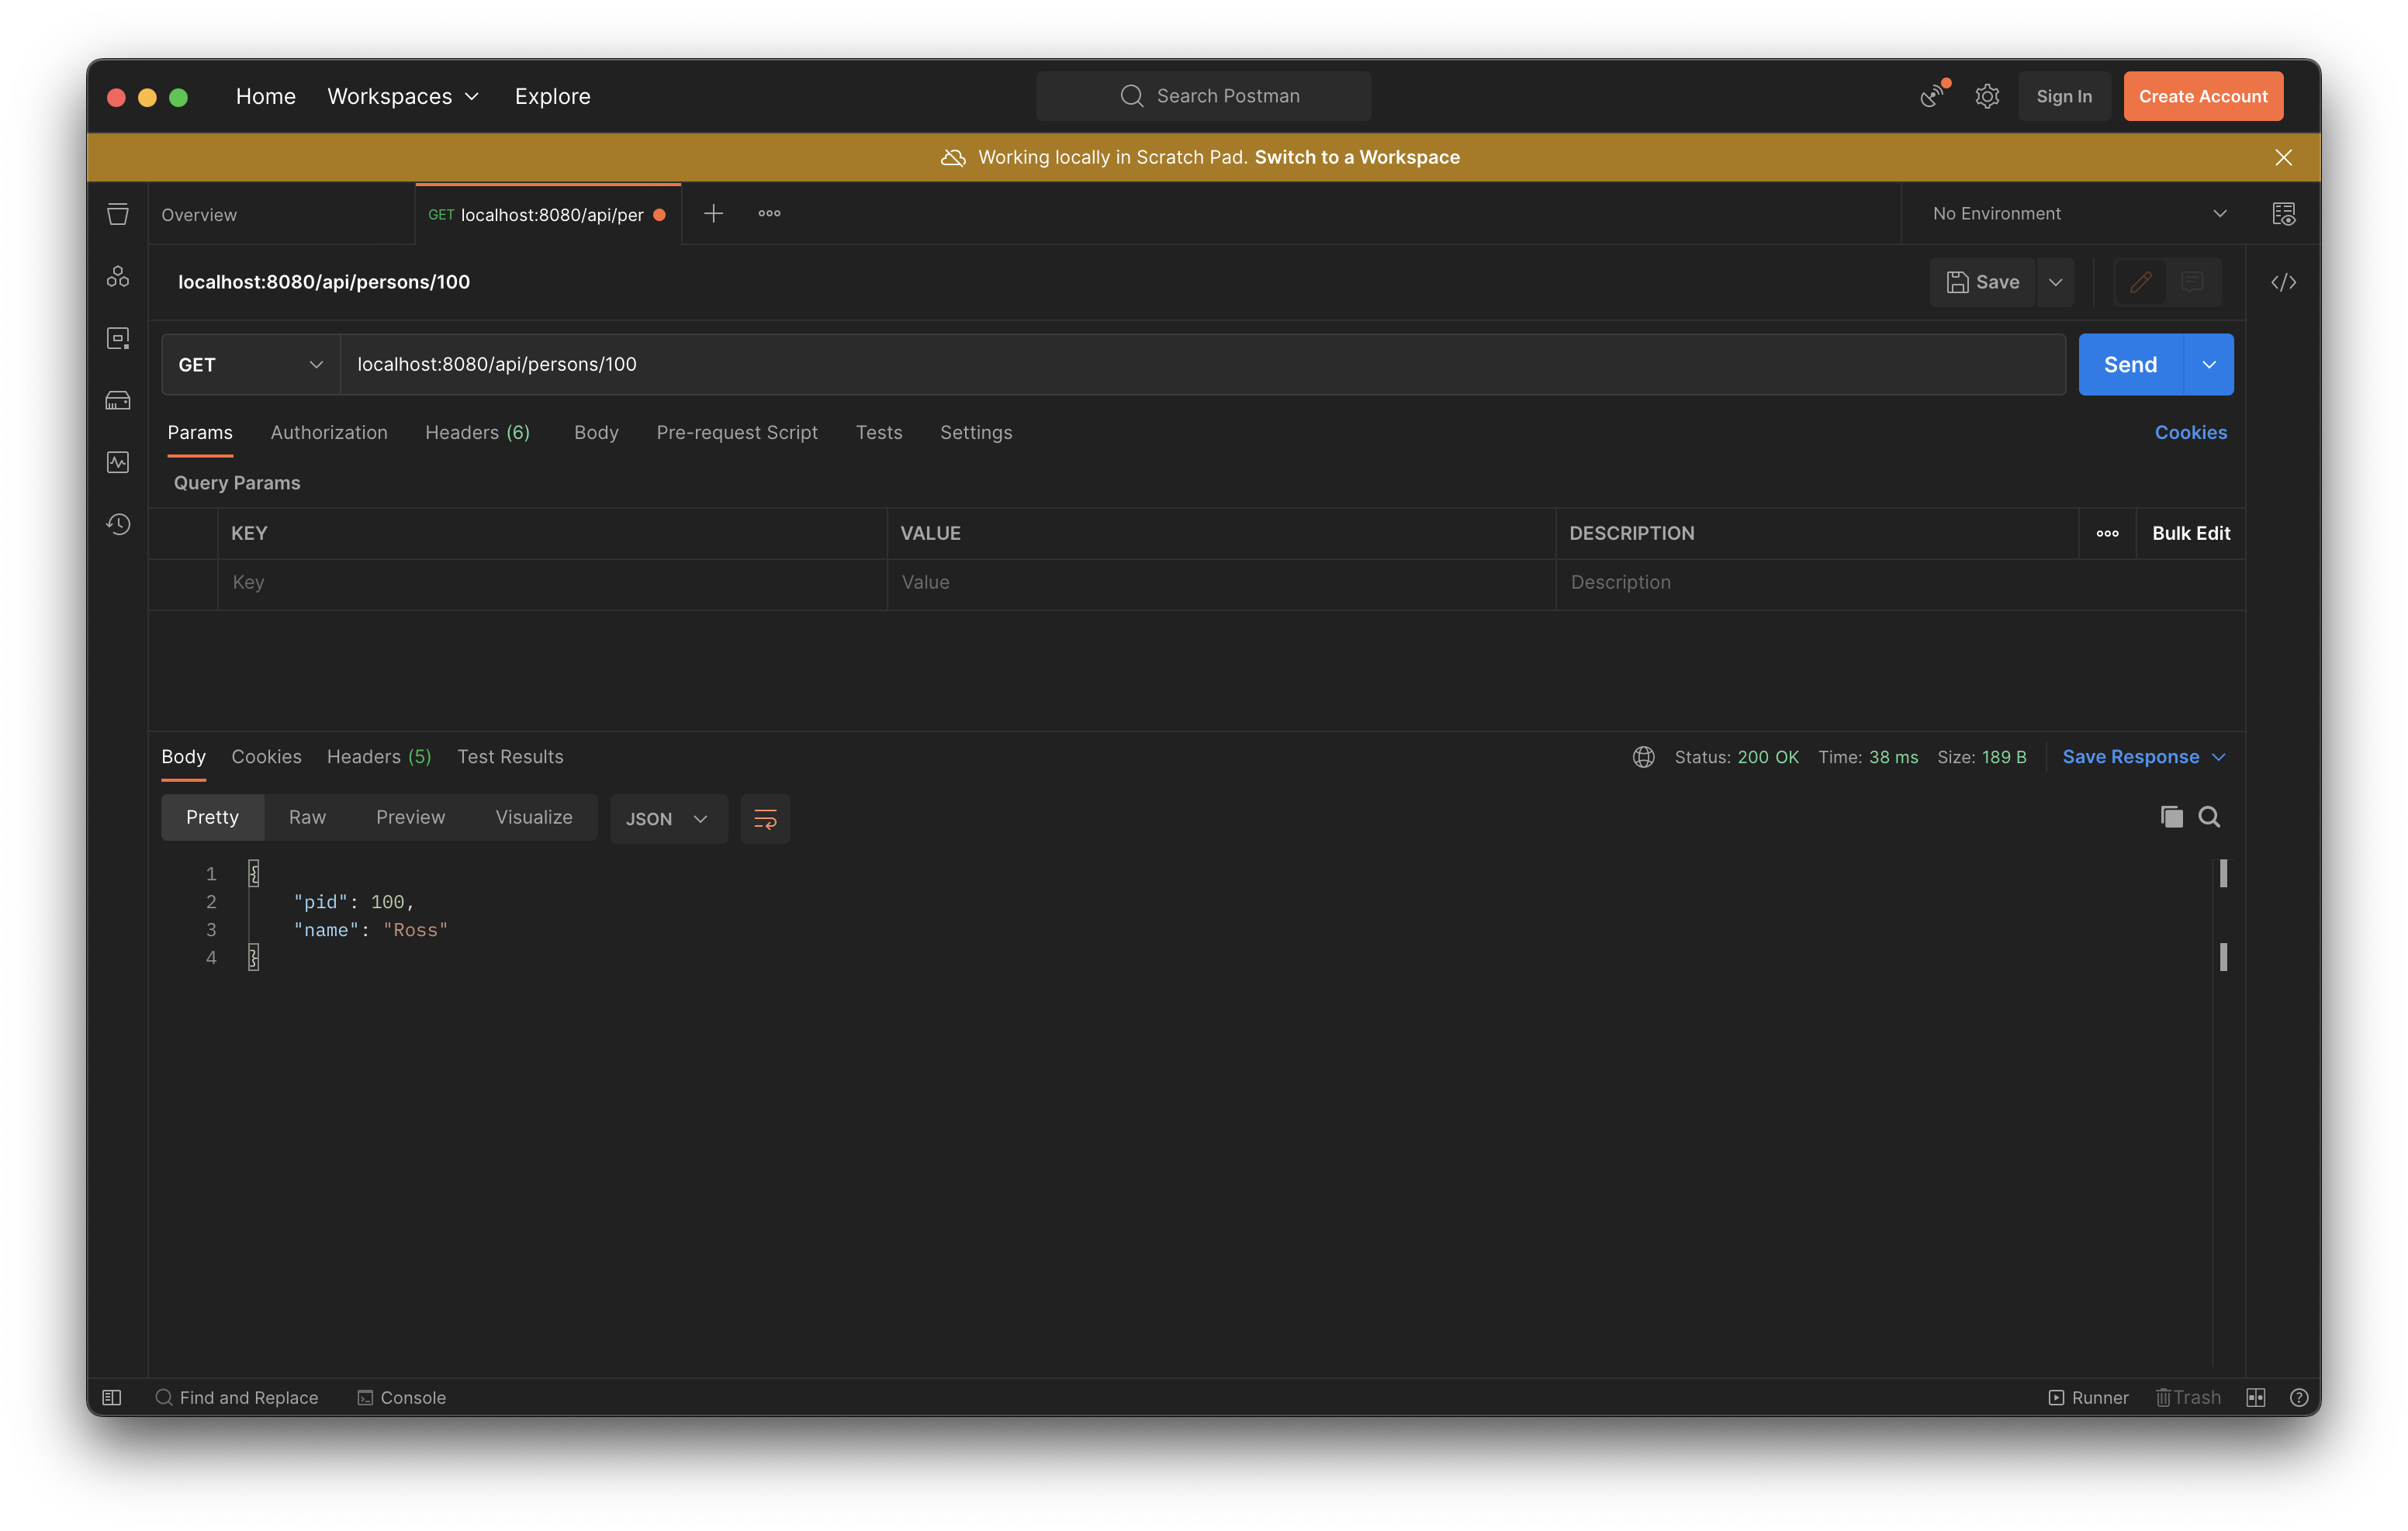 Home Workspaces Explore Search Postman Sign In Create Account
Working locally in Scratch Pad. Switch to a Workspace
Overview GET localhost:8080/api/per No Environment
localhost:8080/api/persons/100 Save
GET localhost:8080/api/persons/100 Send
Params Authorization Headers (6) Body Pre-request Script Tests Settings Cookies
Query Params
KEY VALUE DESCRIPTION Bulk Edit
Key Value Description
Body Cookies Headers (5) Test Results Status: 200 OK Time: 38 ms Size: 189 B Save Response
Pretty Raw Preview Visualize JSON
1 {
2 "pid": 100,
3 "name": "Ross"
4 }
Find and Replace Console Runner Trash